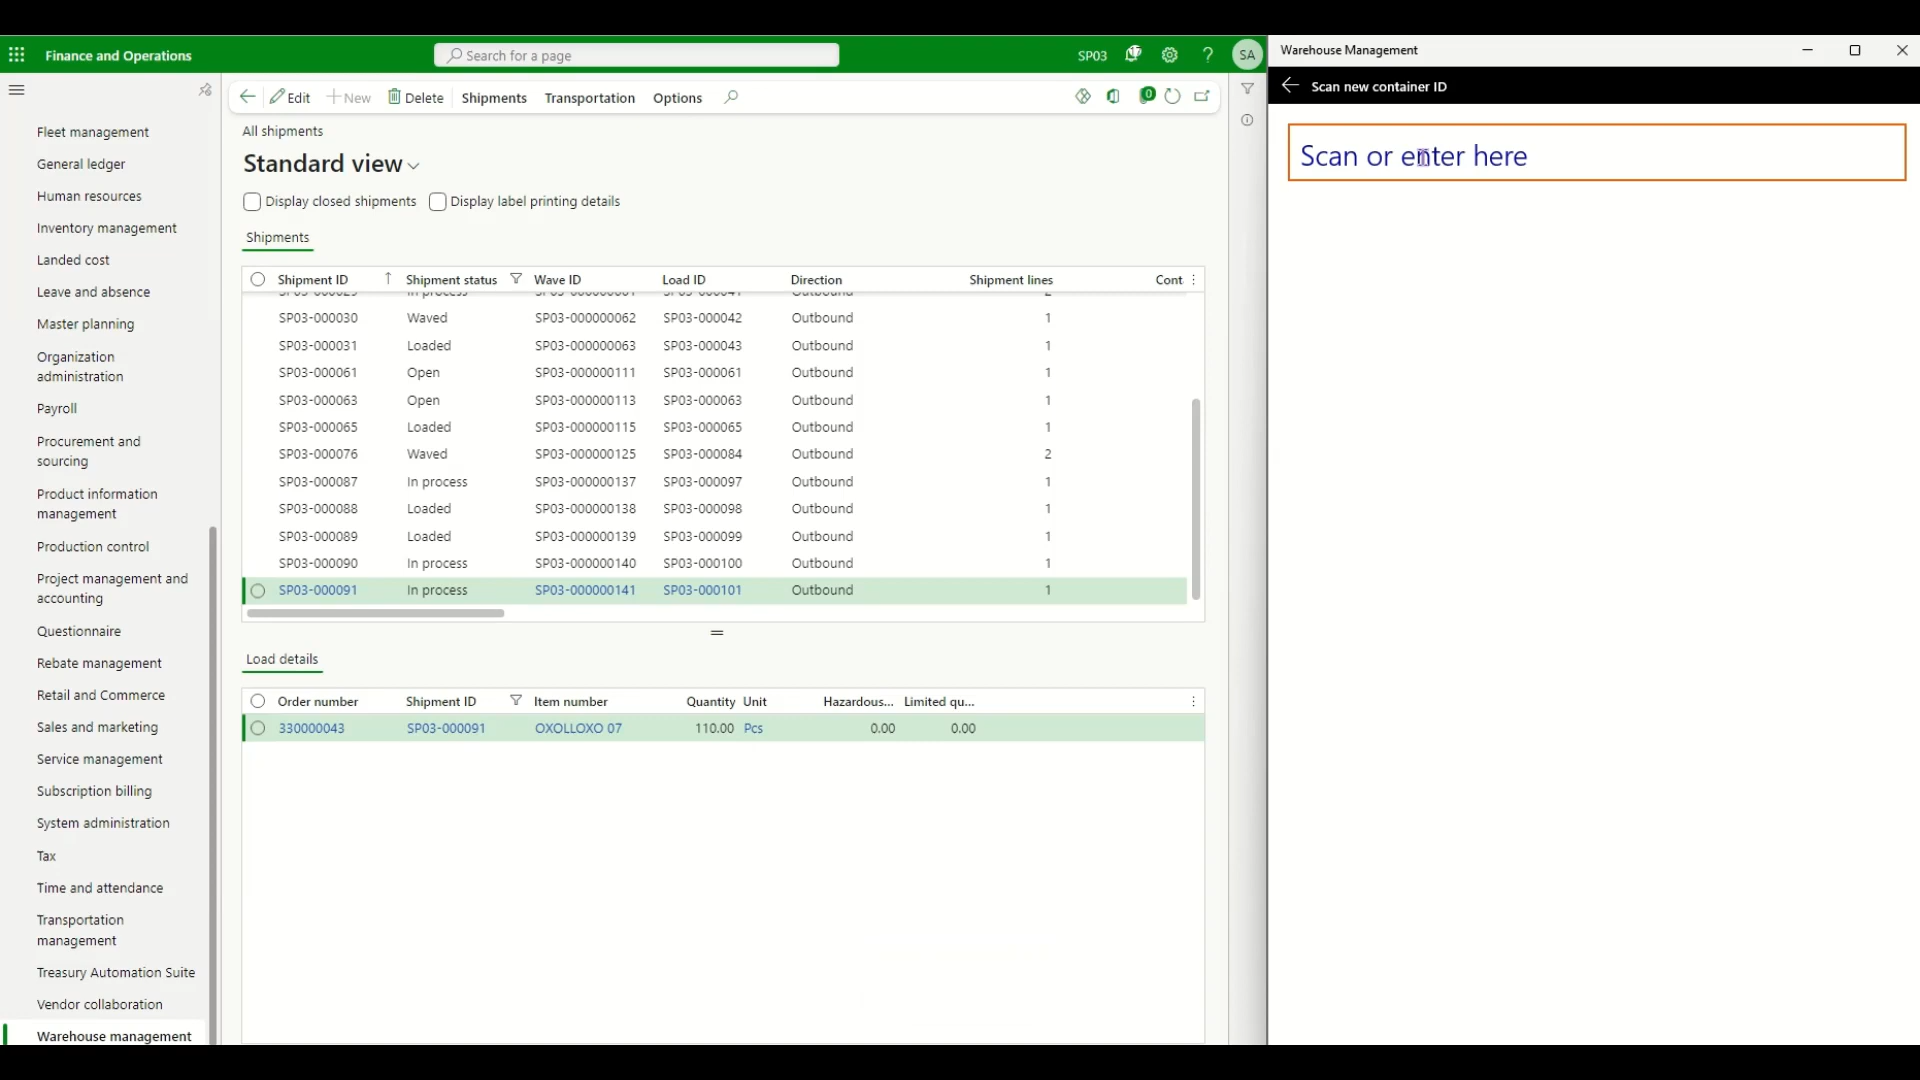 Finance and Operations
Search for a page
SP03
SA
Warehouse Management
Scan new container ID
Scan or enter here
Edit
New
Delete
Shipments
Transportation
Options
0
Fleet management
General ledger
Human resources
Inventory management
Landed cost
Leave and absence
Master planning
Organization
administration
Payroll
Procurement and
sourcing
Product information
management
Production control
Project management and
accounting
Questionnaire
Rebate management
Retail and Commerce
Sales and marketing
Service management
Subscription billing
System administration
Tax
Time and attendance
Transportation
management
Treasury Automation Suite
Vendor collaboration
Warehouse management
All shipments
Standard view
Display closed shipments Display label printing details
Shipments
Shipment ID Shipment status Wave ID Load ID Direction Shipment lines Cont
SP03-000030 Waved SP03-000000062 SP03-000042 Outbound 1
SP03-000031 Loaded SP03-000000063 SP03-000043 Outbound 1
SP03-000061 Open SP03-000000111 SP03-000061 Outbound 1
SP03-000063 Open SP03-000000113 SP03-000063 Outbound 1
SP03-000065 Loaded SP03-000000115 SP03-000065 Outbound 1
SP03-000076 Waved SP03-000000125 SP03-000084 Outbound 2
SP03-000087 In process SP03-000000137 SP03-000097 Outbound 1
SP03-000088 Loaded SP03-000000138 SP03-000098 Outbound 1
SP03-000089 Loaded SP03-000000139 SP03-000099 Outbound 1
SP03-000090 In process SP03-000000140 SP03-000100 Outbound 1
SP03-000091 In process SP03-000000141 SP03-000101 Outbound 1
Load details
Order number Shipment ID Item number Quantity Unit Hazardous... Limited qu...
330000043 SP03-000091 OXOLLOXO 07 110.00 Pcs 0.00 0.00